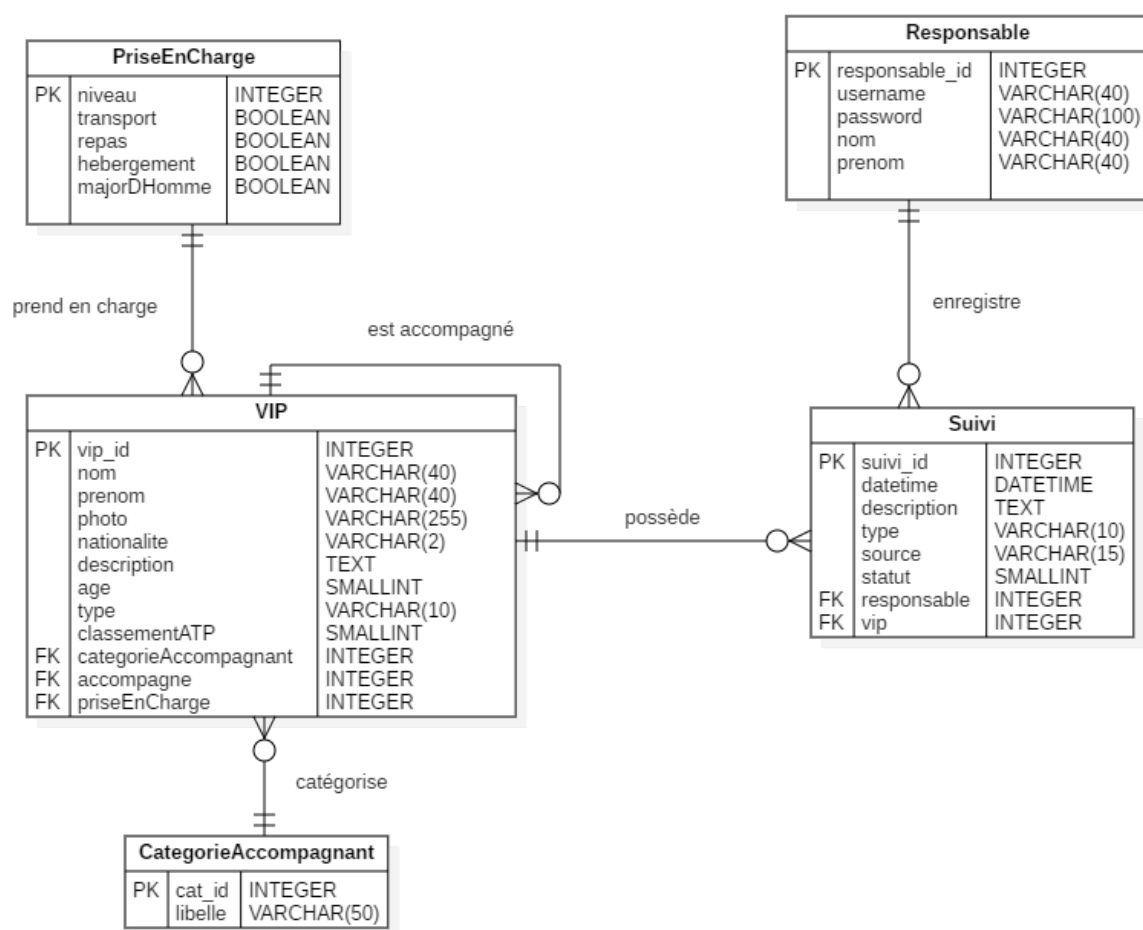 PriseEnCharge
PK niveau INTEGER
transport BOOLEAN
repas BOOLEAN
hebergement BOOLEAN
majorDHomme BOOLEAN
Responsable
PK responsable_id INTEGER
username VARCHAR(40)
password VARCHAR(100)
nom VARCHAR(40)
prenom VARCHAR(40)
prend en charge
est accompagné
enregistre
VIP
PK vip_id INTEGER
nom VARCHAR(40)
prenom VARCHAR(40)
photo VARCHAR(255)
nationalite VARCHAR(2)
description TEXT
age SMALLINT
type VARCHAR(10)
classementATP SMALLINT
FK categorieAccompagnant INTEGER
FK accompagne INTEGER
FK priseEnCharge INTEGER
possède
Suivi
PK suivi_id INTEGER
datetime DATETIME
description TEXT
type VARCHAR(10)
source VARCHAR(15)
statut SMALLINT
FK responsable INTEGER
FK vip INTEGER
catégorise
CategorieAccompagnant
PK cat_id INTEGER
libelle VARCHAR(50)